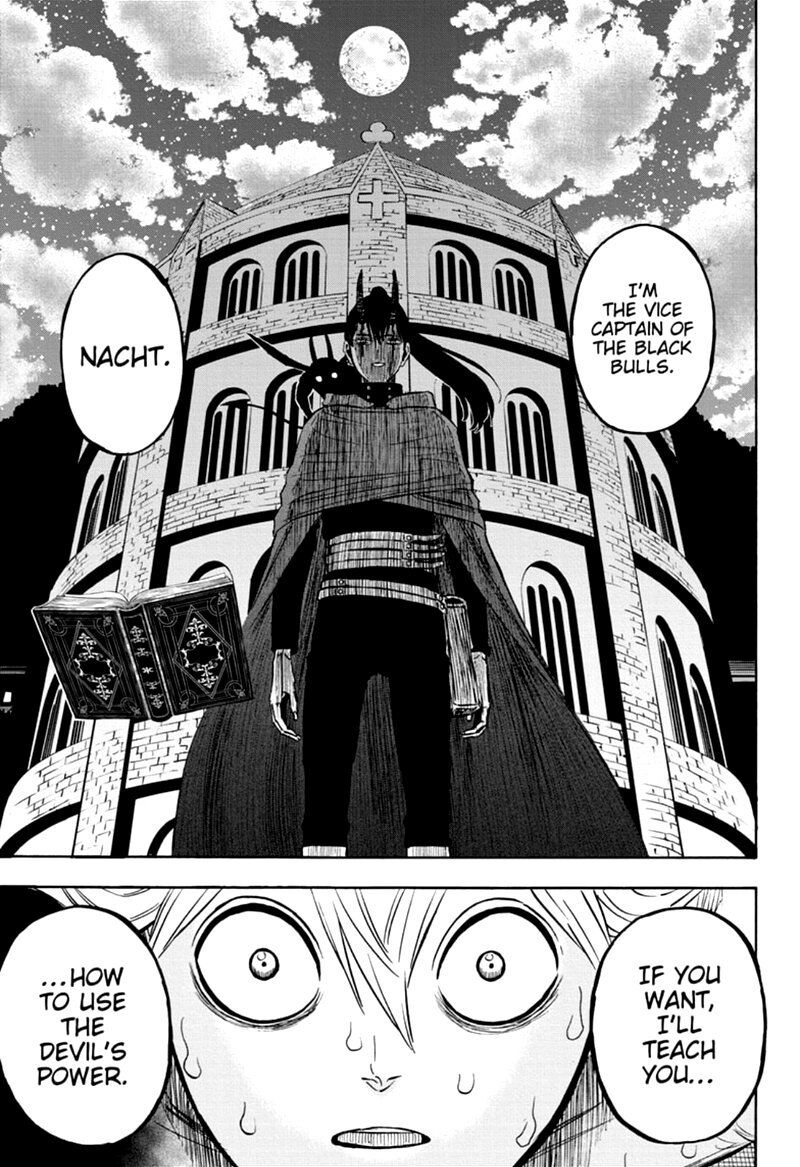 I'M
THE VICE
CAPTAIN OF
THE BLACK
BULLS.
NACHT.
IF YOU
WANT,
I'LL
TEACH
YOU...
...HOW
TO USE
THE
DEVIL'S
POWER.